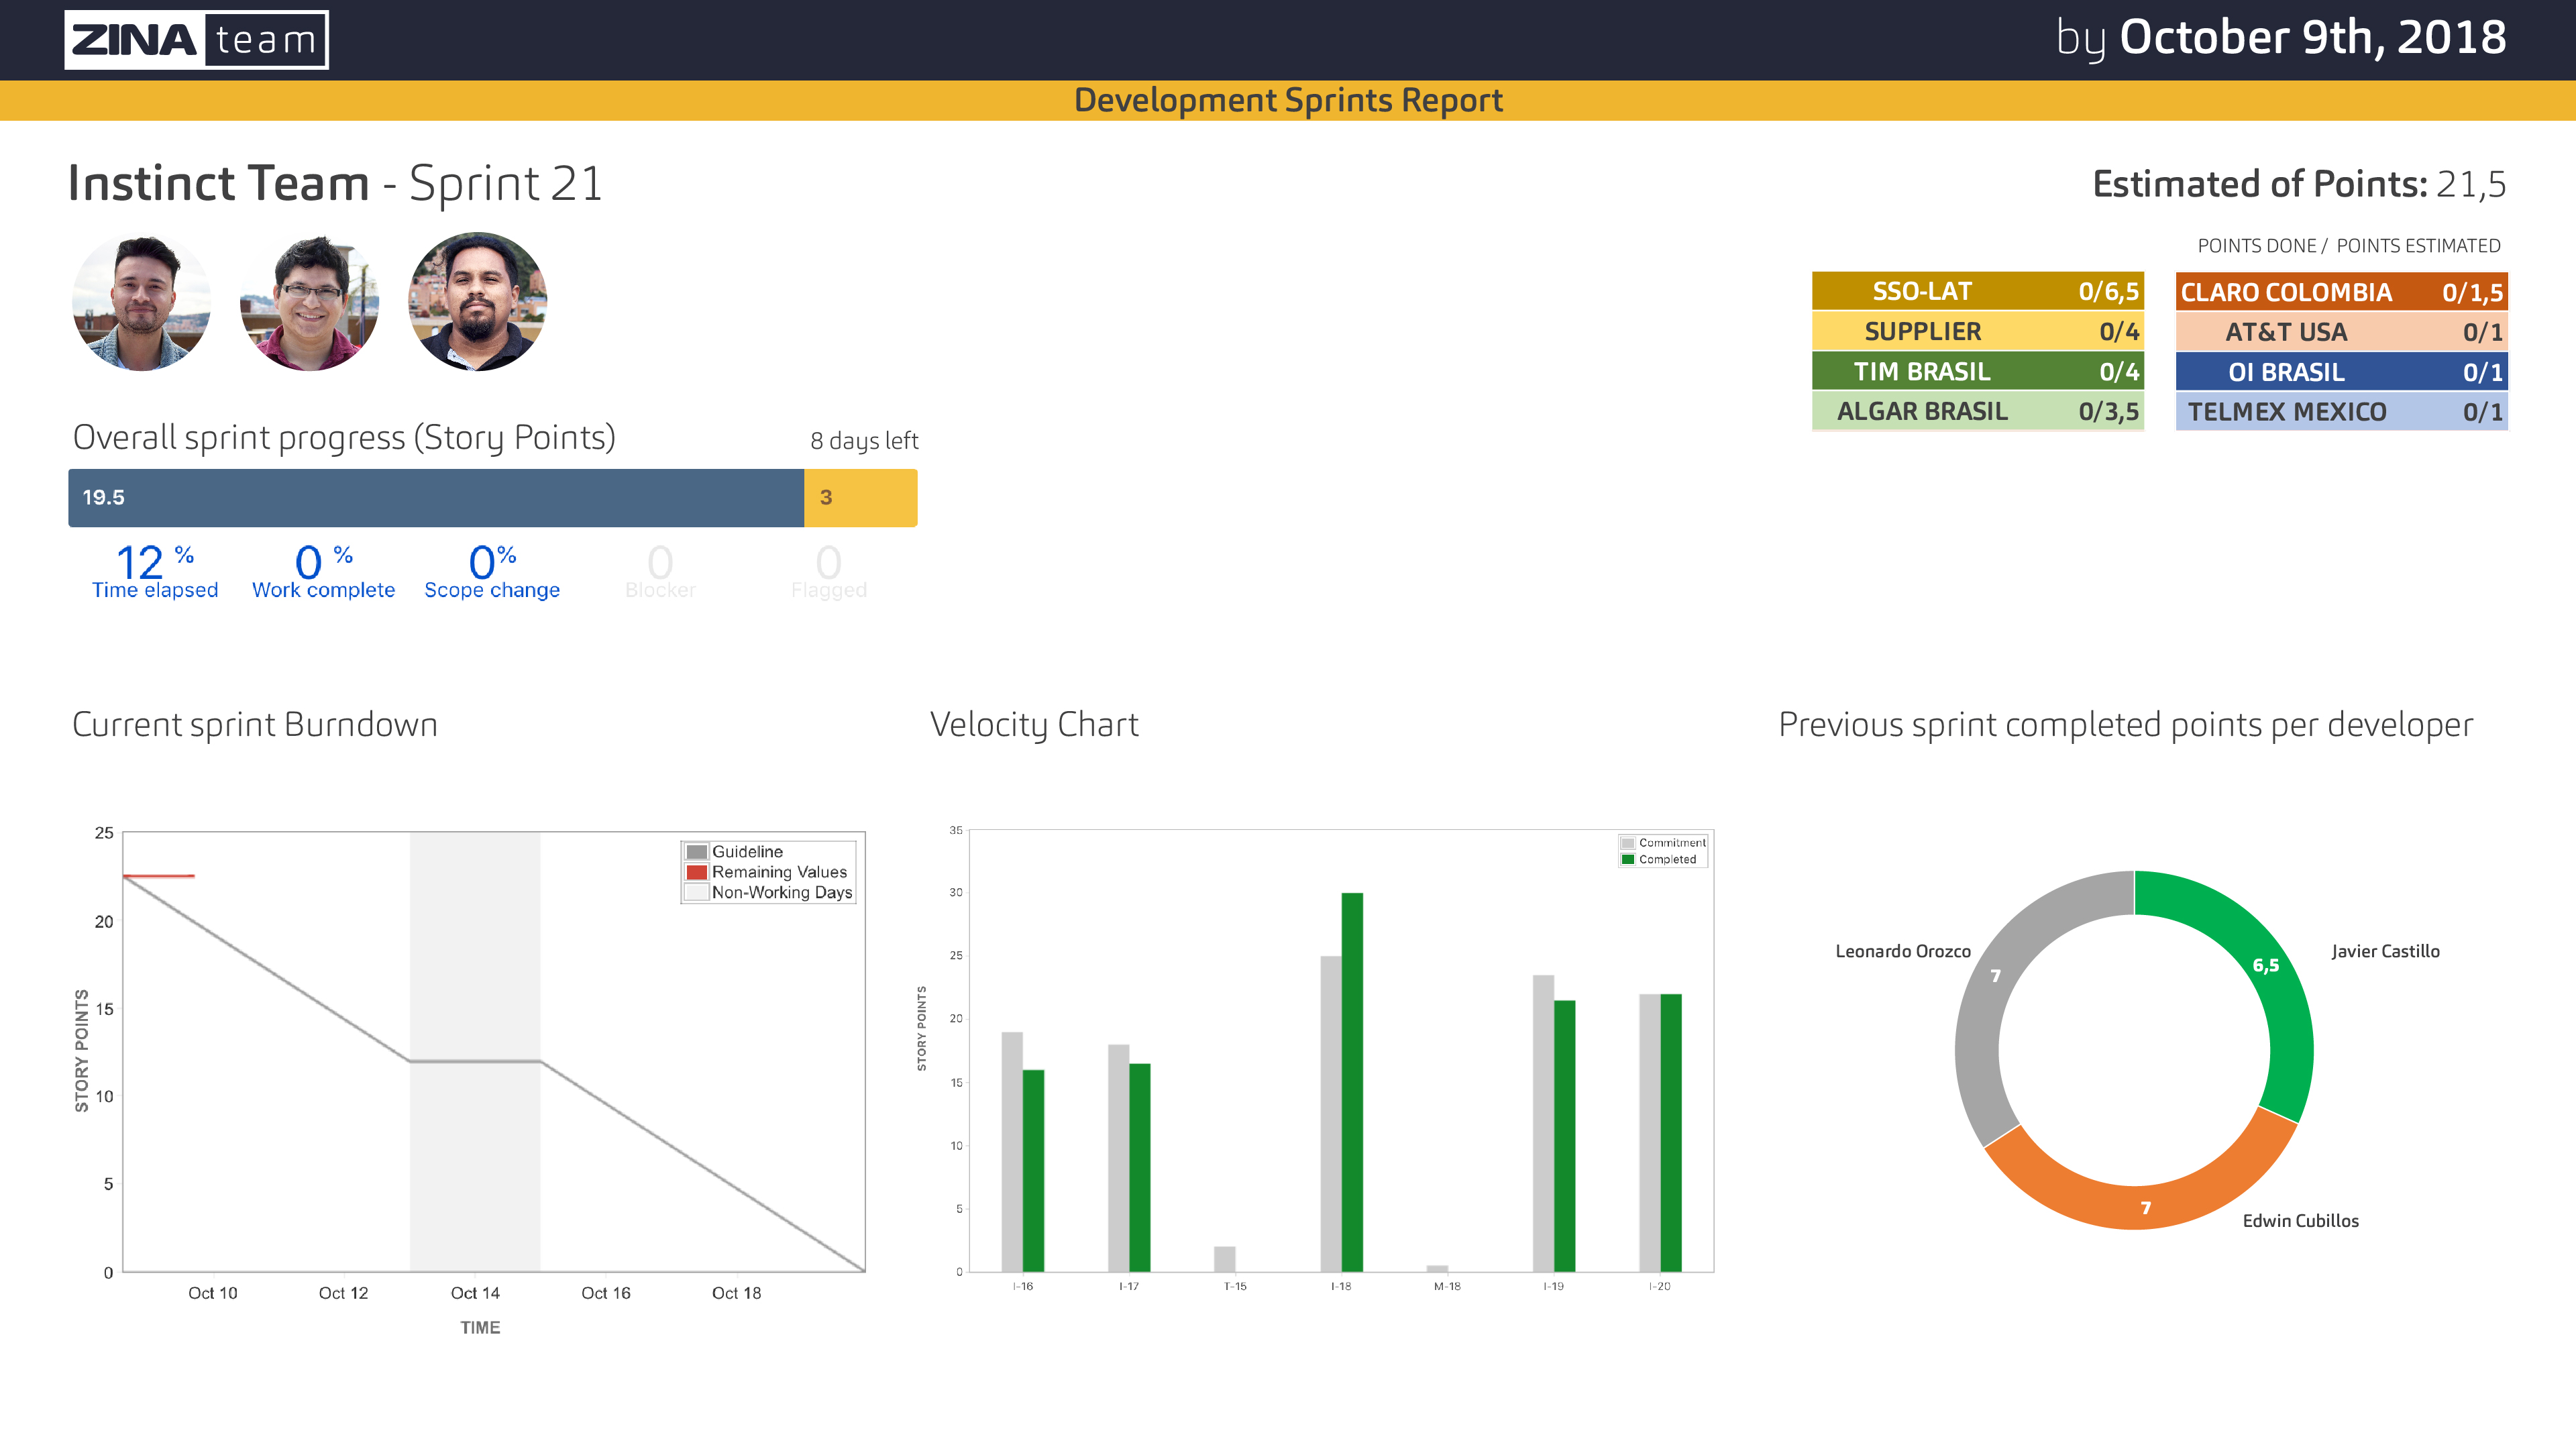 ZINA team
by October 9th, 2018
Development Sprints Report
Instinct Team - Sprint 21
Estimated of Points: 21,5
POINTS DONE / POINTS ESTIMATED
SSO-LAT 0/6,5
SUPPLIER 0/4
TIM BRASIL 0/4
ALGAR BRASIL 0/3,5
CLARO COLOMBIA 0/1,5
AT&T USA 0/1
OI BRASIL 0/1
TELMEX MEXICO 0/1
Overall sprint progress (Story Points)
8 days left
19.5
3
12 %
Time elapsed
0 %
Work complete
0%
Scope change
0
Blocker
0
Flagged
Current sprint Burndown
25
20
15
10
5
0
STORY POINTS
Guideline
Remaining Values
Non-Working Days
Oct 10
Oct 12
Oct 14
Oct 16
Oct 18
TIME
Velocity Chart
35
30
25
20
15
10
5
0
STORY POINTS
Commitment
Completed
I-16
I-17
T-15
I-18
M-18
I-19
I-20
Previous sprint completed points per developer
Leonardo Orozco
7
6,5
Javier Castillo
7
Edwin Cubillos